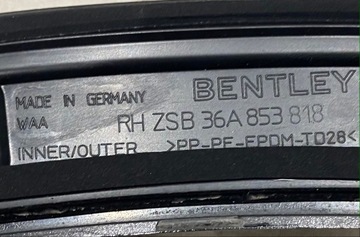 BENTLEY
MADE IN GERMANY
WAA
RH ZSB 36A 853 818
INNER/OUTER >PP-PE-EPDM-TD28<